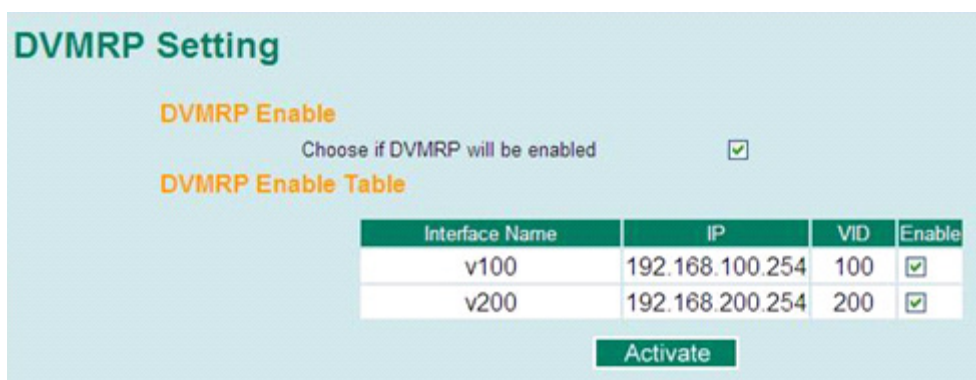 DVMRP Setting
DVMRP Enable
Choose if DVMRP will be enabled
DVMRP Enable Table
Interface Name IP VID Enable
v100 192.168.100.254 100
v200 192.168.200.254 200
Activate